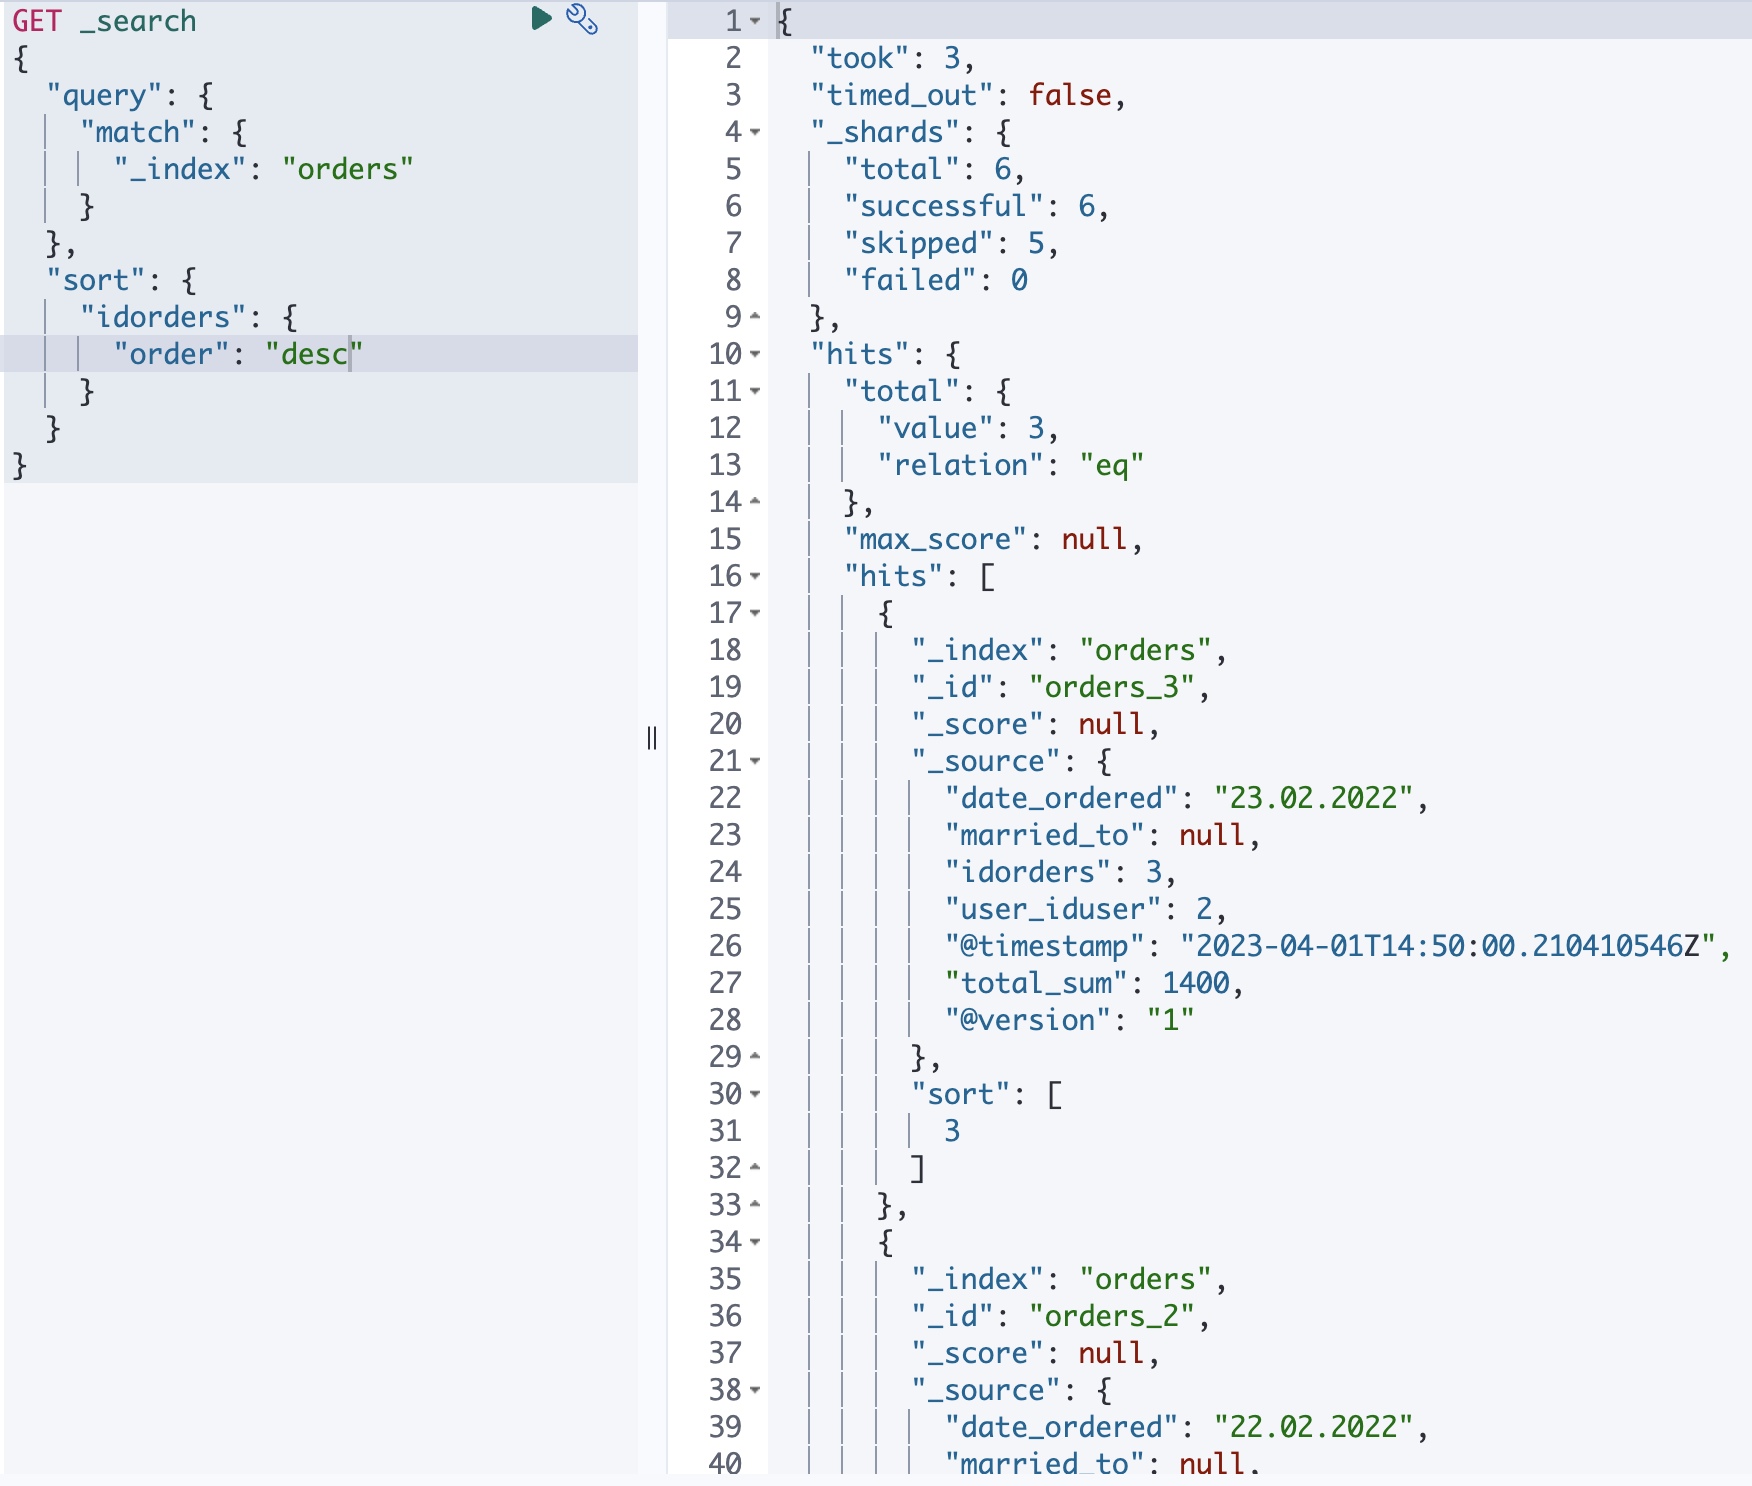 GET _search
{
  "query": {
    "match": {
      "_index": "orders"
    }
  },
  "sort": {
    "idorders": {
      "order": "desc"
    }
  }
}
1 {
2   "took": 3,
3   "timed_out": false,
4   "_shards": {
5     "total": 6,
6     "successful": 6,
7     "skipped": 5,
8     "failed": 0
9   },
10   "hits": {
11     "total": {
12       "value": 3,
13       "relation": "eq"
14     },
15     "max_score": null,
16     "hits": [
17       {
18         "_index": "orders",
19         "_id": "orders_3",
20         "_score": null,
21         "_source": {
22           "date_ordered": "23.02.2022",
23           "married_to": null,
24           "idorders": 3,
25           "user_iduser": 2,
26           "@timestamp": "2023-04-01T14:50:00.210410546Z",
27           "total_sum": 1400,
28           "@version": "1"
29         },
30         "sort": [
31           3
32         ]
33       },
34       {
35         "_index": "orders",
36         "_id": "orders_2",
37         "_score": null,
38         "_source": {
39           "date_ordered": "22.02.2022",
40           "married_to": null,